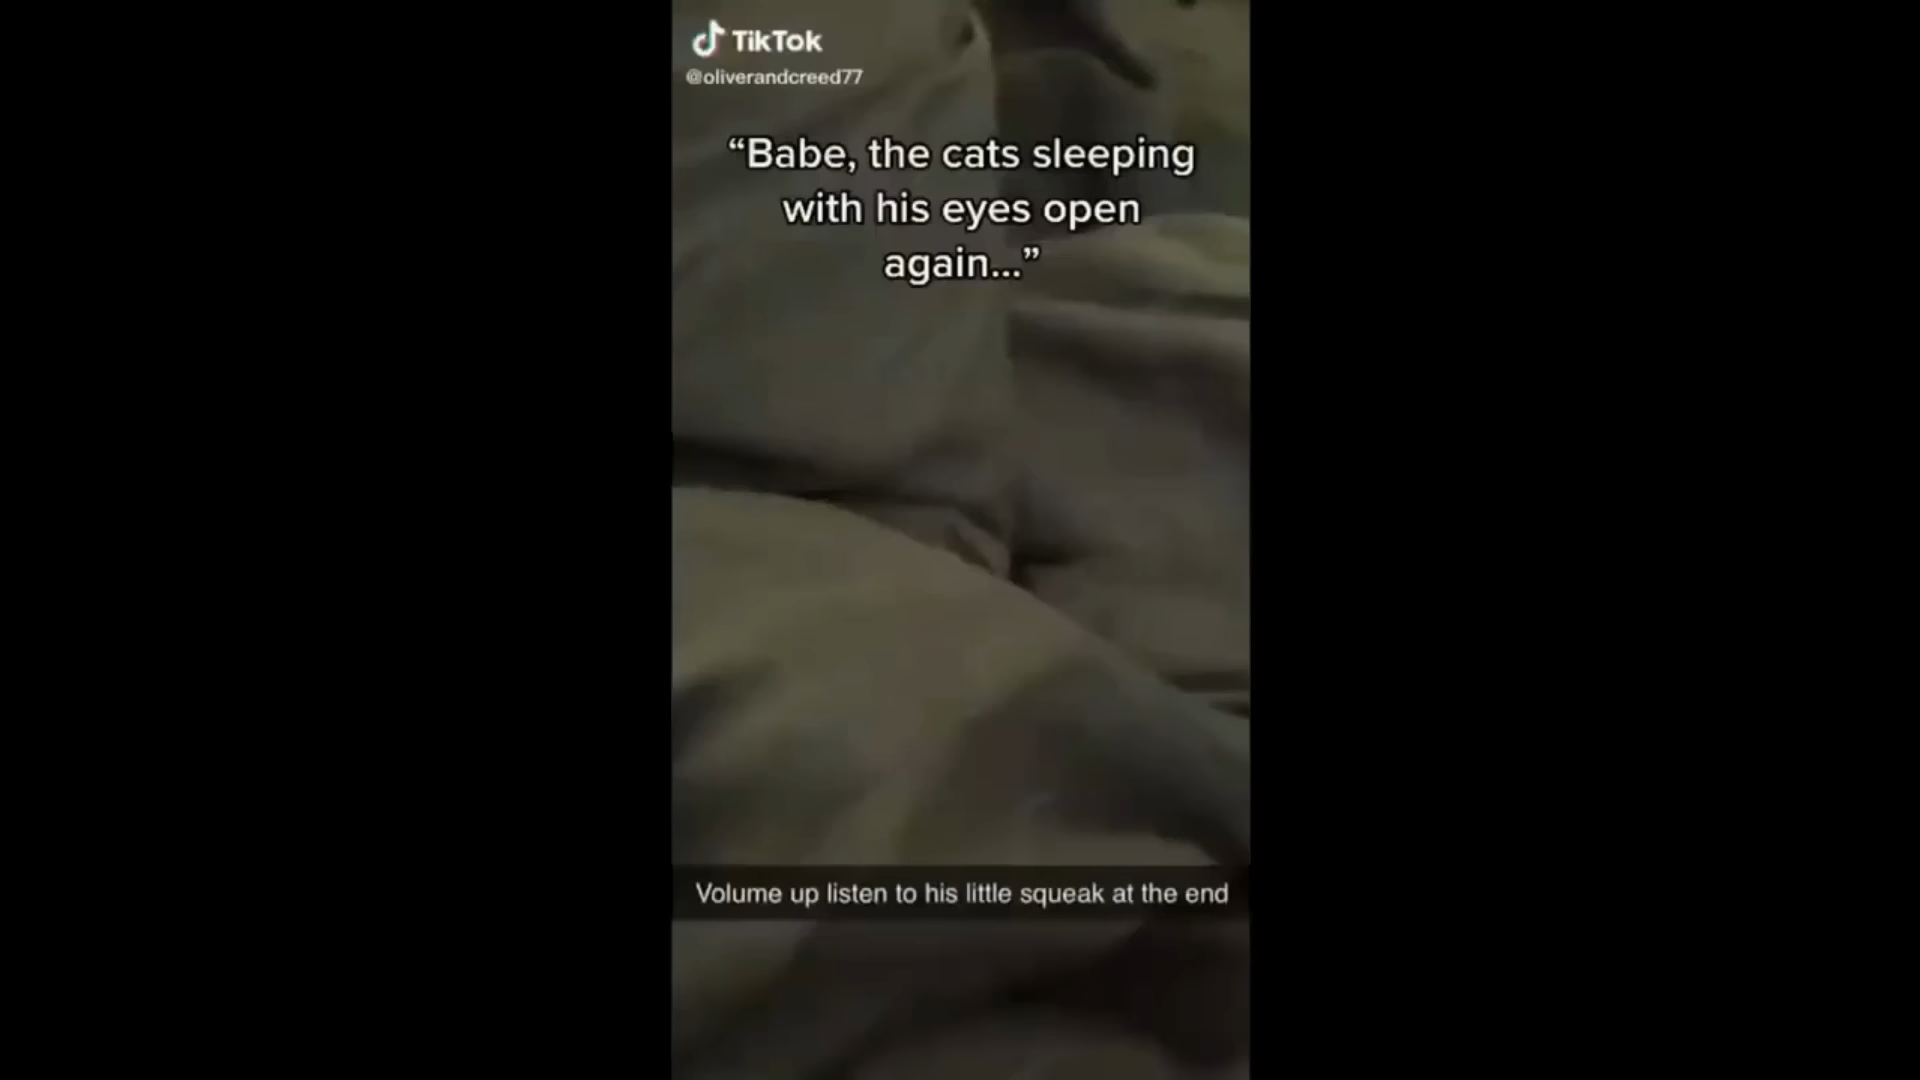 TikTok
@oliverandcreed77
“Babe, the cats sleeping
with his eyes open
again...”
Volume up listen to his little squeak at the end